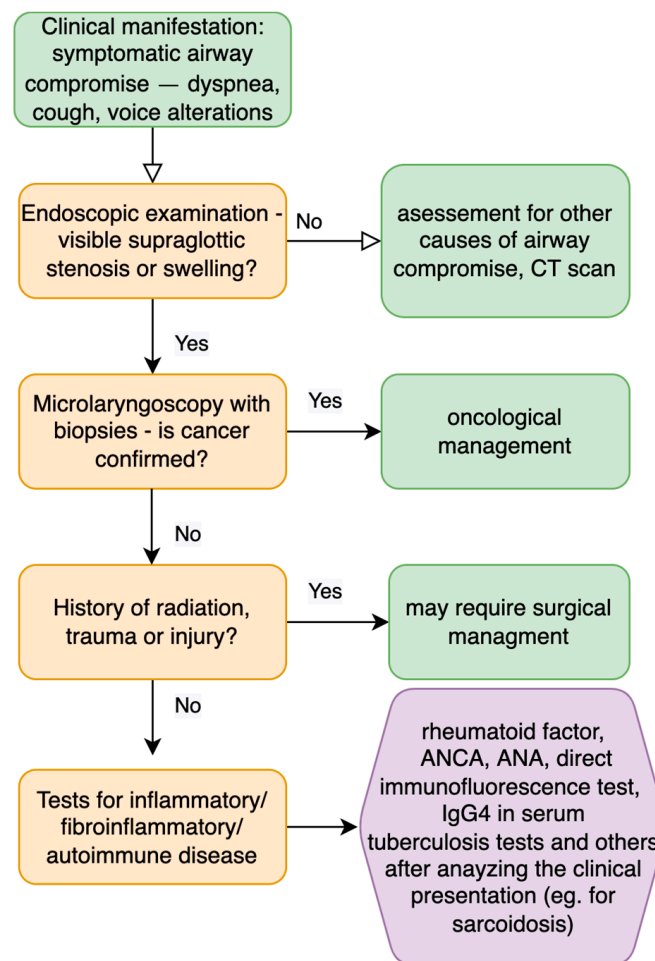 Clinical manifestation:
symptomatic airway
compromise — dyspnea,
cough, voice alterations
Endoscopic examination -
visible supraglottic
stenosis or swelling?
No
asessement for other
causes of airway
compromise, CT scan
Yes
Microlaryngoscopy with
biopsies - is cancer
confirmed?
Yes
oncological
management
No
History of radiation,
trauma or injury?
Yes
may require surgical
managment
No
Tests for inflammatory/
fibroinflammatory/
autoimmune disease
rheumatoid factor,
ANCA, ANA, direct
immunofluorescence test,
IgG4 in serum
tuberculosis tests and others
after anayzing the clinical
presentation (eg. for
sarcoidosis)